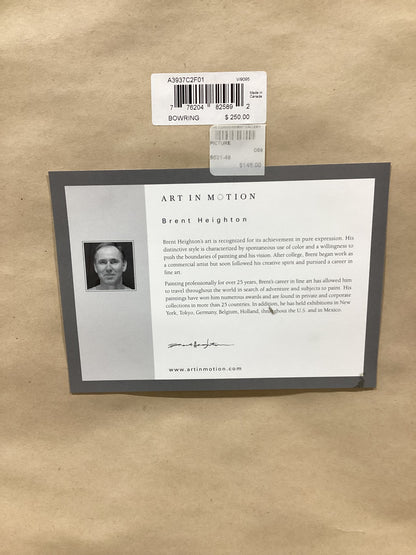 A3937C2F01 W9095
Made in
Canada
7 76204 82589 2
BOWRING $ 250.00
PICTURE
5021-48
$145.00
ART IN MOTION
Brent Heighton
Brent Heighton's art is recognized for its achievement in pure expression. His
distinctive style is characterized by spontaneous use of color and a willingness to
push the boundaries of painting and his vision. After college, Brent began work as
a commercial artist but soon followed his creative spirit and pursued a career in
fine art.
Painting professionally for over 25 years, Brent's career in fine art has allowed him
to travel throughout the world in search of adventure and subjects to paint. His
paintings have won him numerous awards and are found in private and corporate
collections in more than 25 countries. In addition, he has held exhibitions in New
York, Tokyo, Germany, Belgium, Holland, throughout the U.S. and in Mexico.
www.artinmotion.com